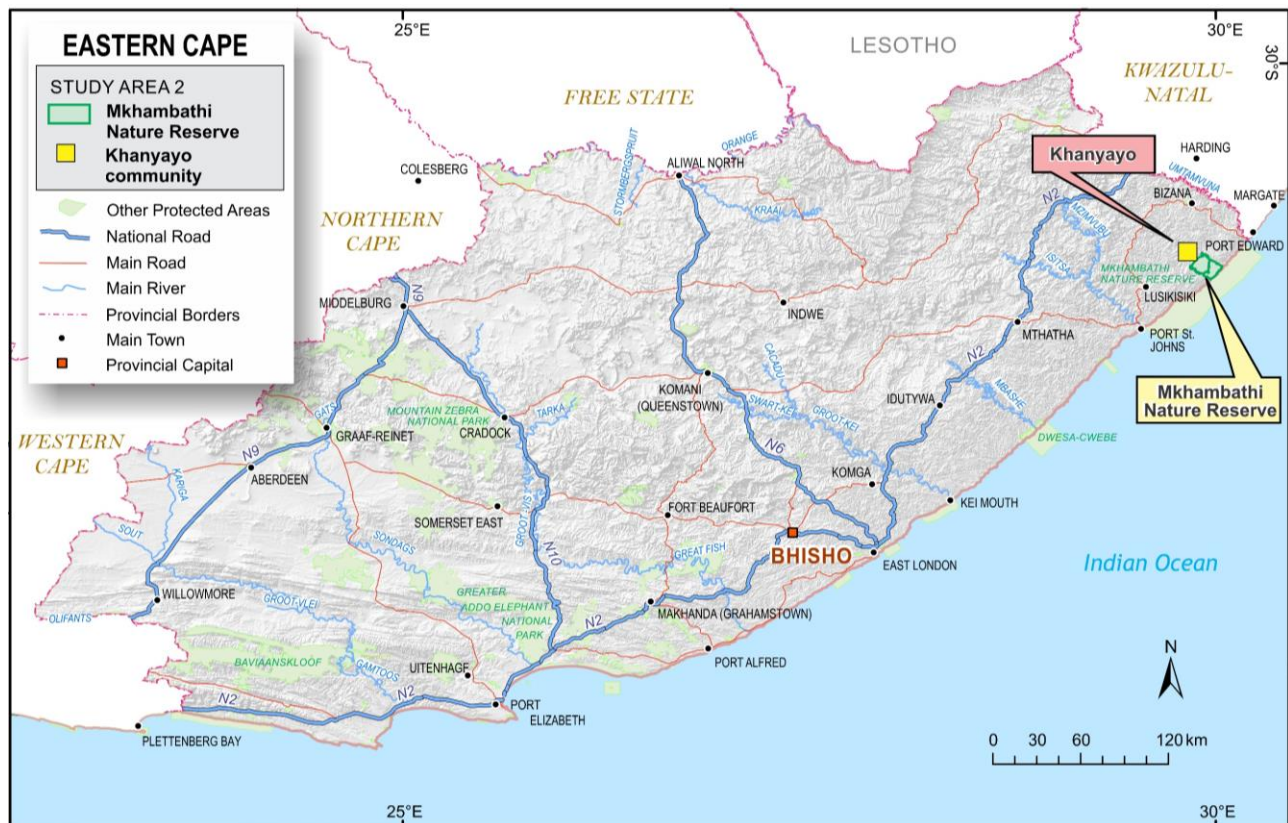 EASTERN CAPE
STUDY AREA 2
Mkhambathi
Nature Reserve
Khanyayo
community
Other Protected Areas
National Road
Main Road
Main River
Provincial Borders
Main Town
Provincial Capital
25°E
30°E
30°S
LESOTHO
KWAZULU-
NATAL
FREE STATE
NORTHERN
CAPE
WESTERN
CAPE
COLESBERG
ALIWAL NORTH
ORANGE
STORMBERGSPRUIT
KRAAI
HARDING
UMTAMVUNA
BIZANA
MARGATE
Khanyayo
PORT EDWARD
N2
MZIMVUBU
ITSITSA
MKHAMBATHI
NATURE RESERVE
LUSIKISIKI
PORT St.
JOHNS
MTHATHA
Mkhambathi
Nature Reserve
N9
MIDDELBURG
INDWE
CACADU
KOMANI
(QUEENSTOWN)
SWART-KEI
GROOT-KEI
N2
IDUTYWA
MBASHE
DWESA-CWEBE
MOUNTAIN ZEBRA
NATIONAL PARK
CRADOCK
TARKA
GATS
GRAAF-REINET
N9
ABERDEEN
KARIGA
N6
KOMGA
KEI MOUTH
SOMERSET EAST
GROOT-VIS
FORT BEAUFORT
SOUT
SONDAGS
N10
GREAT FISH
BHISHO
EAST LONDON
Indian Ocean
WILLOWMORE
OLIFANTS
GROOT-VLEI
GREATER
ADDO ELEPHANT
NATIONAL
PARK
MAKHANDA (GRAHAMSTOWN)
N2
BAVIAANSKLOOF
GAMTOOS
UITENHAGE
PORT ALFRED
N2
N2
PORT
ELIZABETH
PLETTENBERG BAY
N
0 30 60 120 km
25°E
30°E